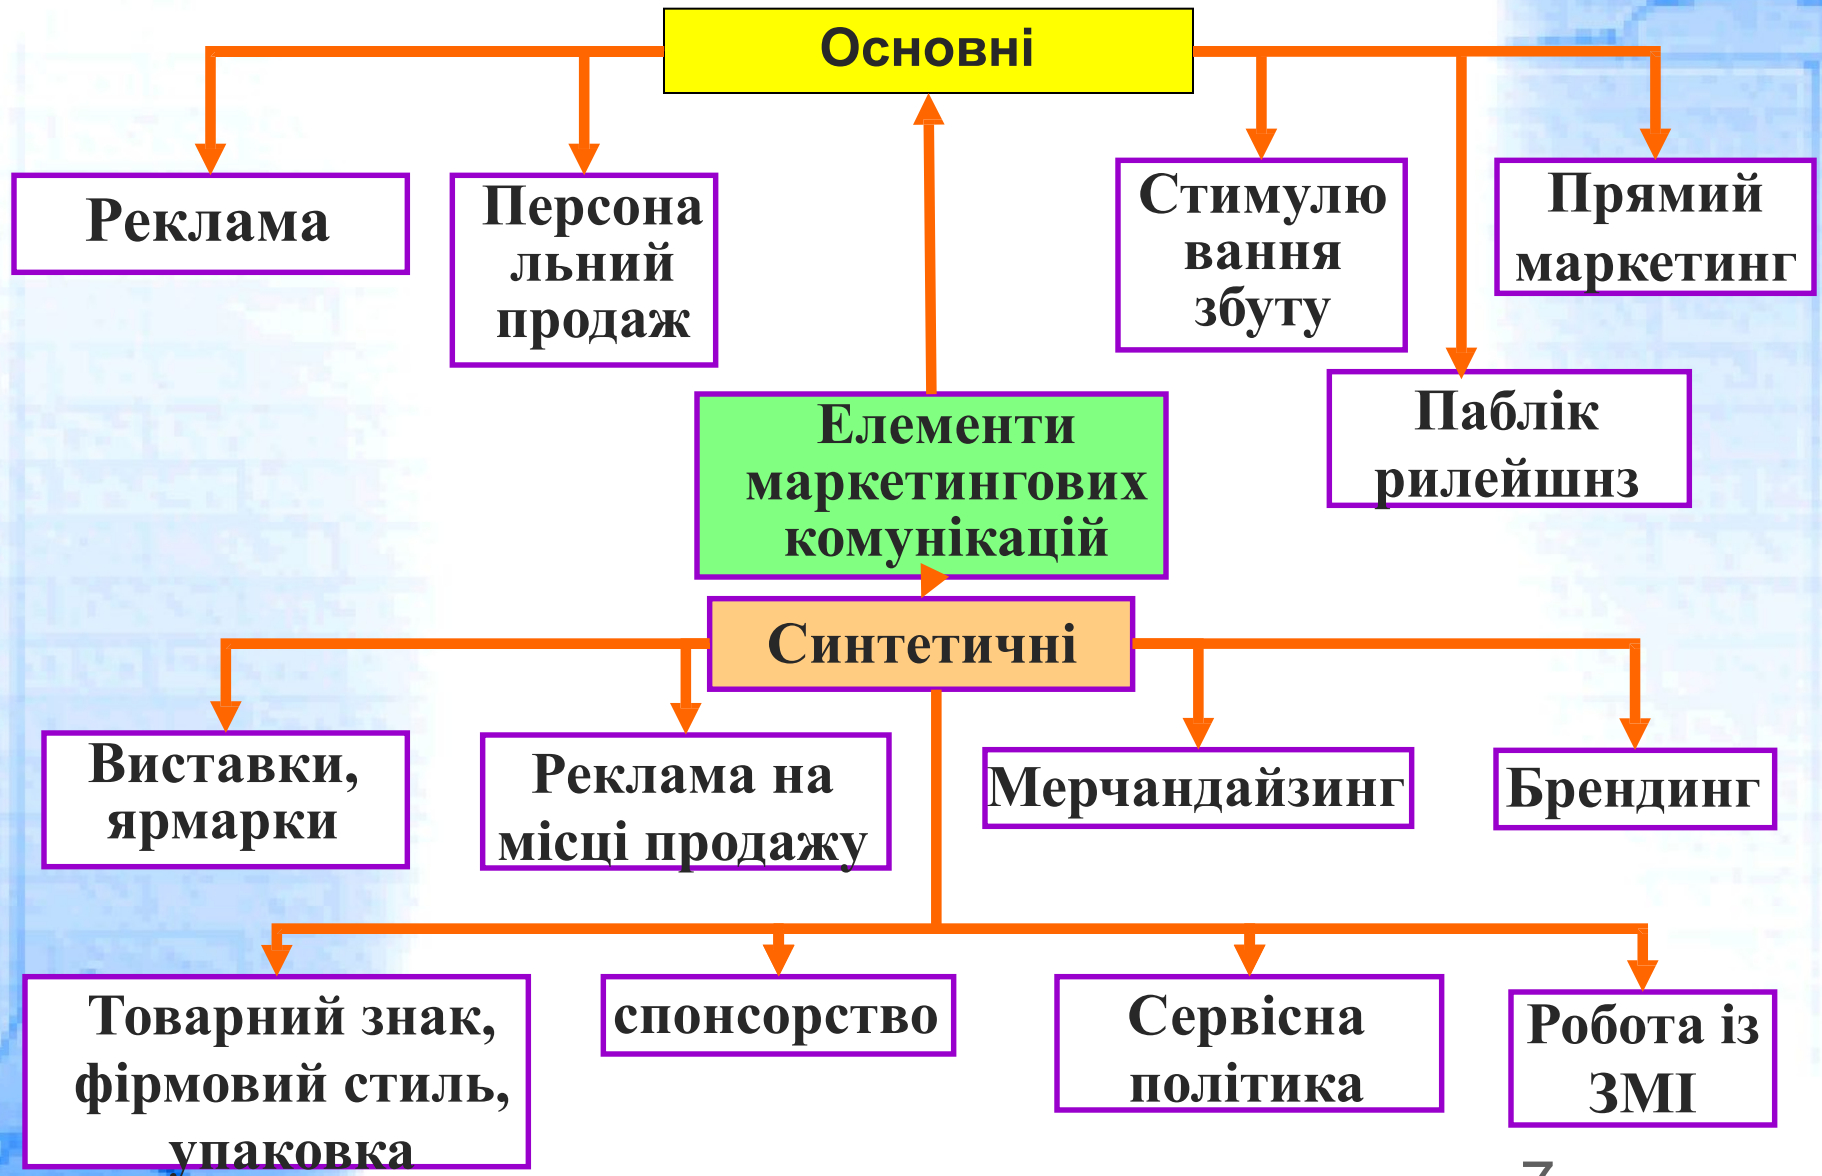 Основні
Реклама
Персона
льний
продаж
Стимулю
вання
збуту
Прямий
маркетинг
Паблік
рилейшнз
Елементи
маркетингових
комунікацій
Синтетичні
Виставки,
ярмарки
Реклама на
місці продажу
Мерчандайзинг
Брендинг
Товарний знак,
фірмовий стиль,
упаковка
спонсорство
Сервісна
політика
Робота із
ЗМІ
7